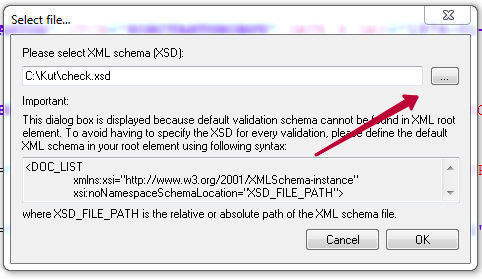 Select file...
Please select XML schema (XSD):
C:\Kut\check.xsd
...
Important:
This dialog box is displayed because default validation schema cannot be found in XML root
element. To avoid having to specify the XSD for every validation, please define the default
XML schema in your root element using following syntax:
<DOC_LIST
xmlns:xsi="http://www.w3.org/2001/XMLSchema-instance"
xsi:noNamespaceSchemaLocation="XSD_FILE_PATH">
where XSD_FILE_PATH is the relative or absolute path of the XML schema file.
Cancel
OK